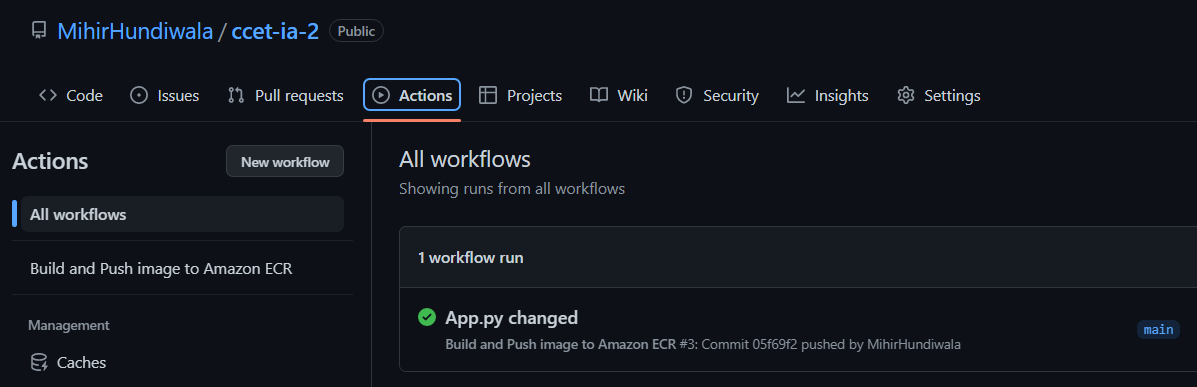 MihirHundiwala / ccet-ia-2 Public
Code Issues Pull requests Actions Projects Wiki Security Insights Settings
Actions New workflow
All workflows
Build and Push image to Amazon ECR
Management
Caches
All workflows
Showing runs from all workflows
1 workflow run
App.py changed
main
Build and Push image to Amazon ECR #3: Commit 05f69f2 pushed by MihirHundiwala